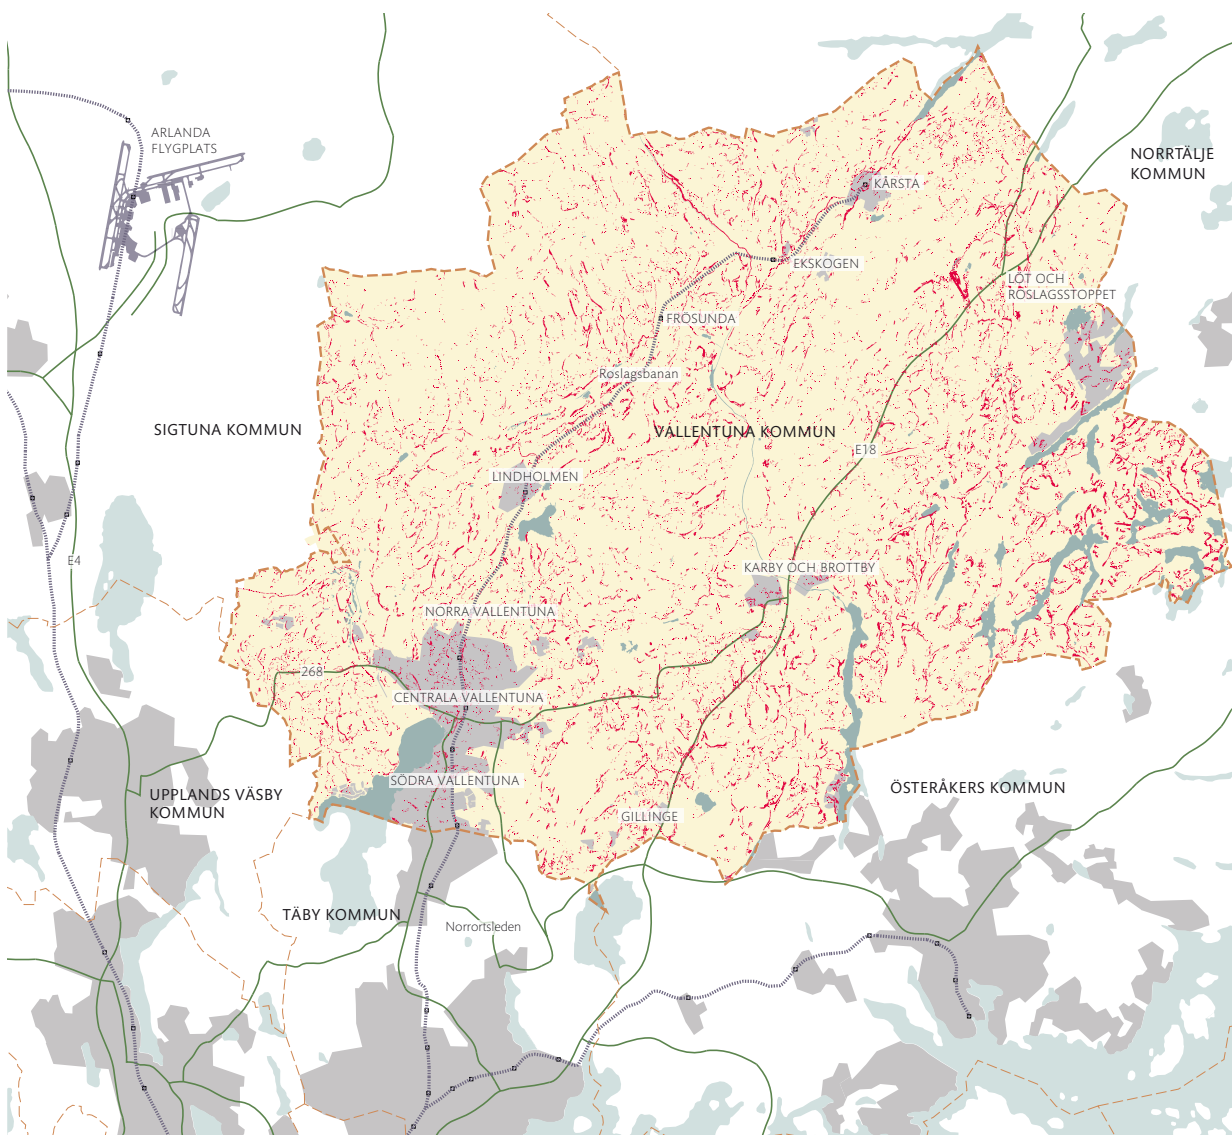 ARLANDA
FLYGPLATS
NORRTÄLJE
KOMMUN
KÅRSTA
EKSKOGEN
LÖT OCH
ROSLAGSSTOPPET
FRÖSUNDA
Roslagsbanan
SIGTUNA KOMMUN
VALLENTUNA KOMMUN
E18
LINDHOLMEN
E4
KARBY OCH BROTTBY
NORRA VALLENTUNA
268
CENTRALA VALLENTUNA
SÖDRA VALLENTUNA
UPPLANDS VÄSBY
KOMMUN
ÖSTERÅKERS KOMMUN
GILLINGE
TÄBY KOMMUN
Norrortsleden